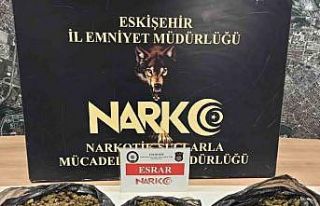 ESKİŞEHİR
İL EMNİYET MÜDÜRLÜĞÜ
NARKO
NARKOTİK SUÇLARLA
MÜCADELE MÜDÜRLÜĞÜ
ESRAR
NARKO